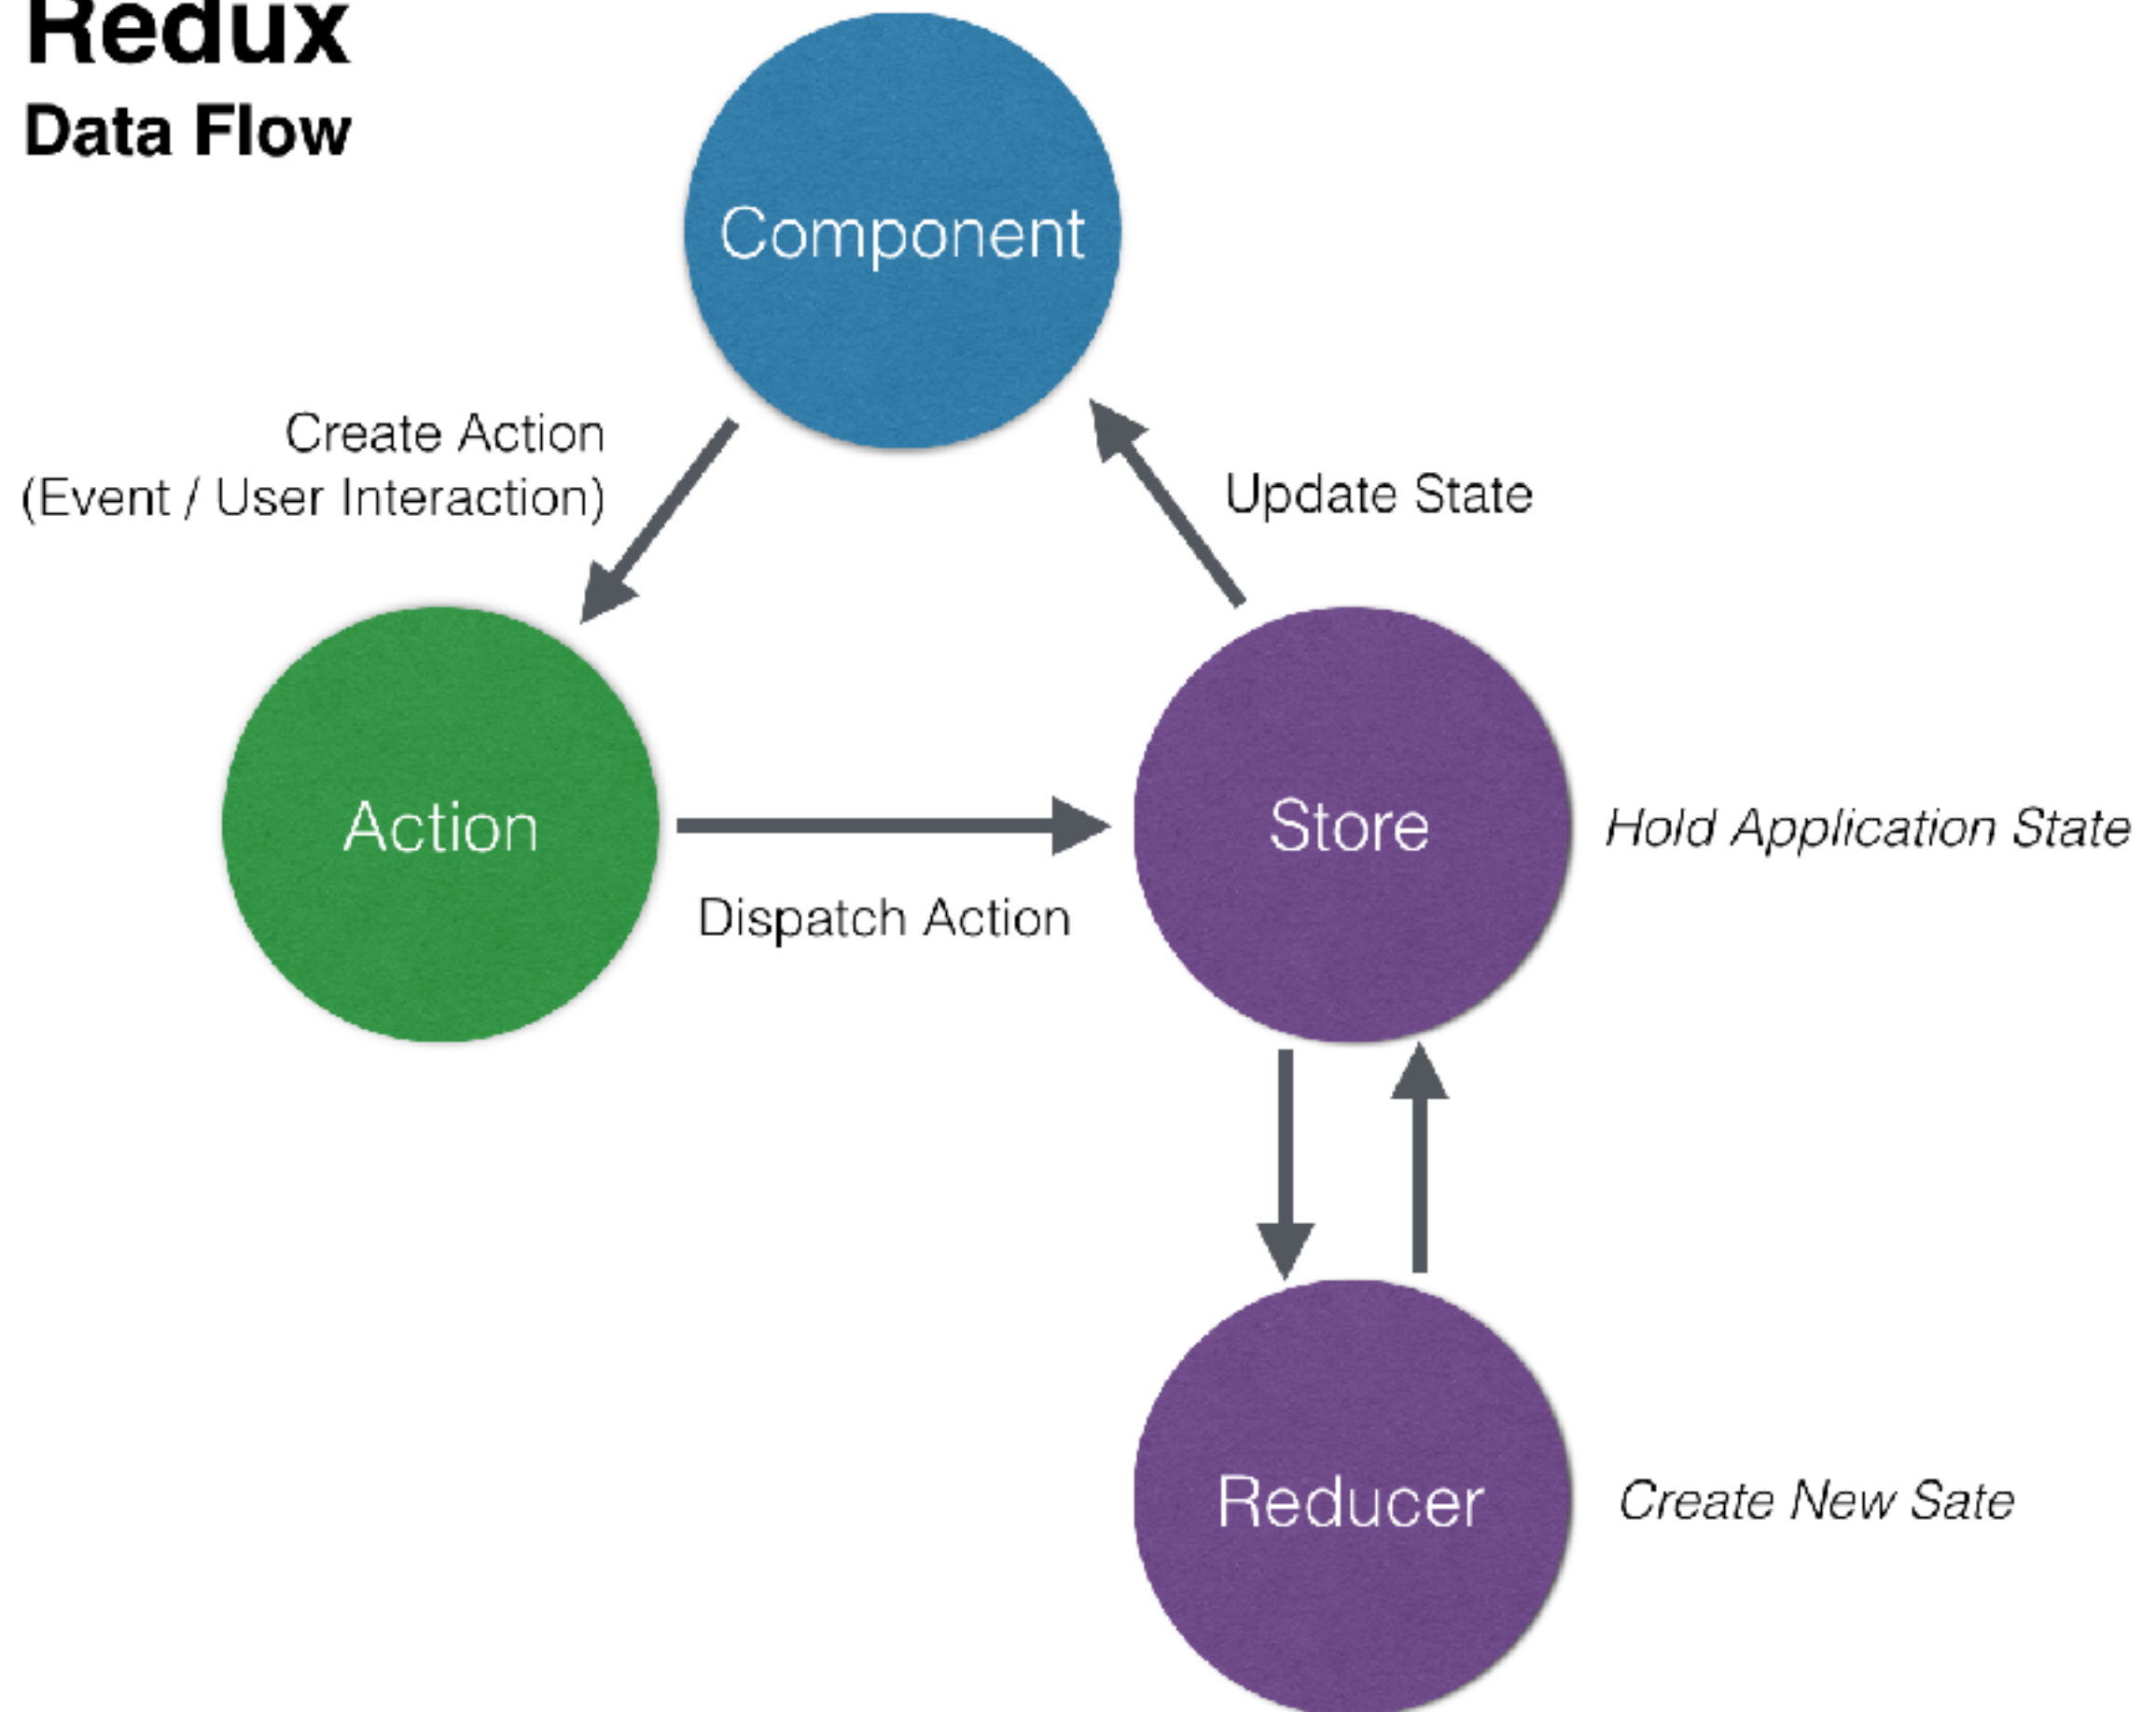 Redux
Data Flow
Component
Create Action
(Event / User Interaction)
Update State
Action
Dispatch Action
Store
Hold Application State
Reducer
Create New Sate